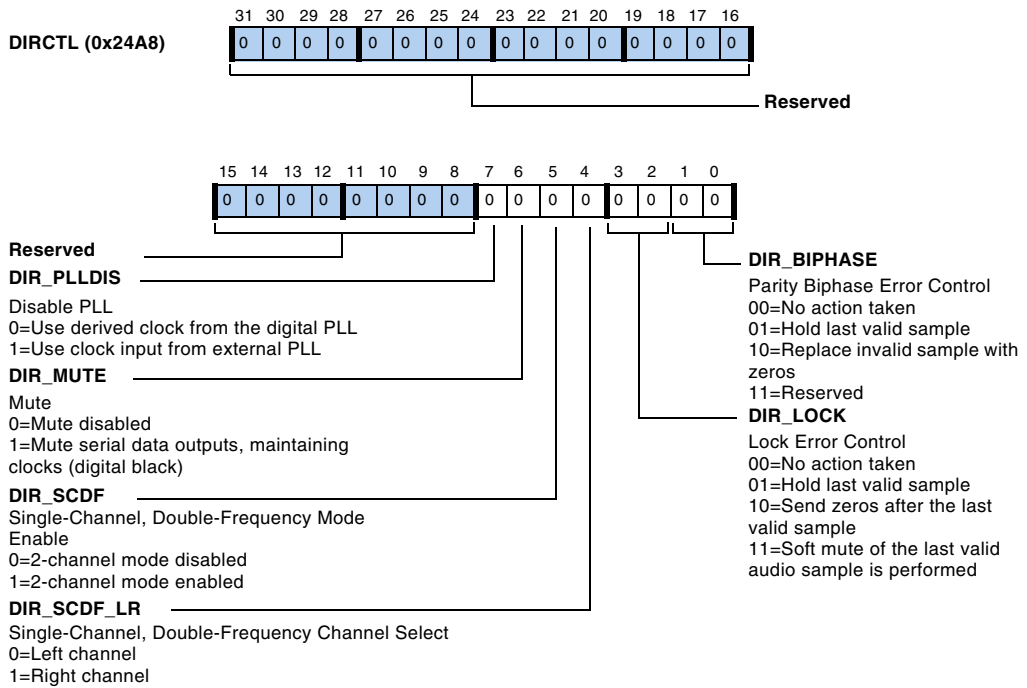 31 30 29 28 27 26 25 24 23 22 21 20 19 18 17 16
DIRCTL (0x24A8)
0 0 0 0 0 0 0 0 0 0 0 0 0 0 0 0
Reserved
15 14 13 12 11 10 9 8 7 6 5 4 3 2 1 0
0 0 0 0 0 0 0 0 0 0 0 0 0 0 0 0
Reserved
DIR_PLLDIS
Disable PLL
0=Use derived clock from the digital PLL
1=Use clock input from external PLL
DIR_MUTE
Mute
0=Mute disabled
1=Mute serial data outputs, maintaining
clocks (digital black)
DIR_SCDF
Single-Channel, Double-Frequency Mode
Enable
0=2-channel mode disabled
1=2-channel mode enabled
DIR_SCDF_LR
Single-Channel, Double-Frequency Channel Select
0=Left channel
1=Right channel
DIR_BIPHASE
Parity Biphase Error Control
00=No action taken
01=Hold last valid sample
10=Replace invalid sample with
zeros
11=Reserved
DIR_LOCK
Lock Error Control
00=No action taken
01=Hold last valid sample
10=Send zeros after the last
valid sample
11=Soft mute of the last valid
audio sample is performed